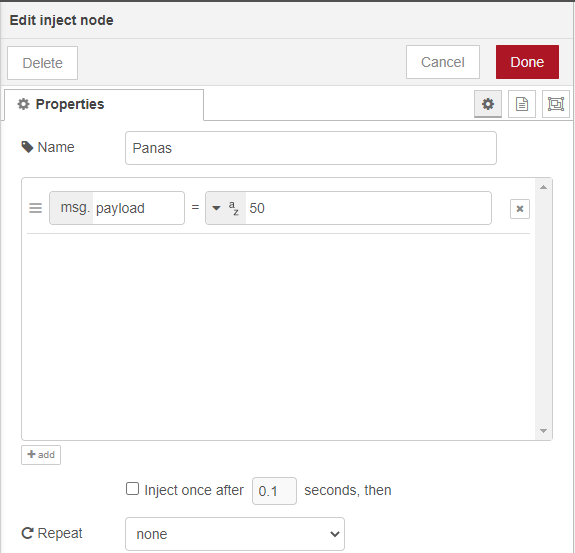 Edit inject node
Delete Cancel Done
Properties
Name Panas
msg. payload = az 50
add
Inject once after 0.1 seconds, then
Repeat none